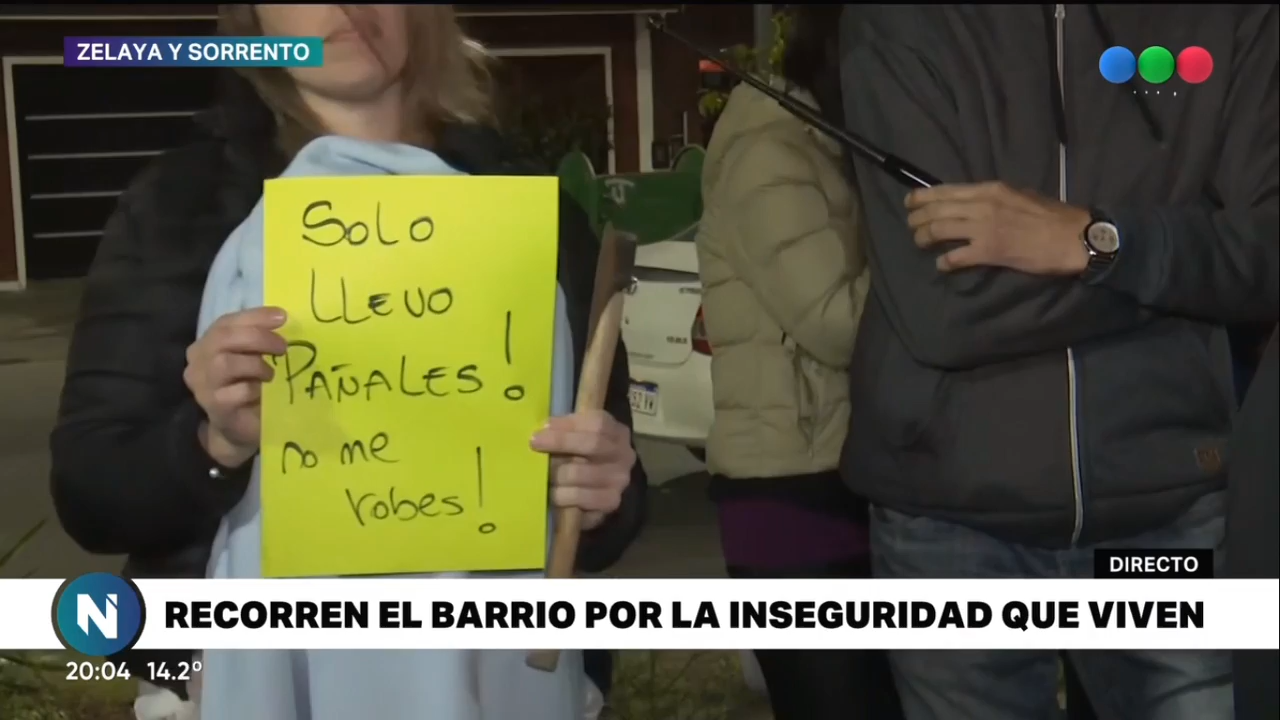 ZELAYA Y SORRENTO
SOLO
LLEVO
PAÑALES!
no me
robes!
DIRECTO
N
RECORREN EL BARRIO POR LA INSEGURIDAD QUE VIVEN
20:04 14.2º